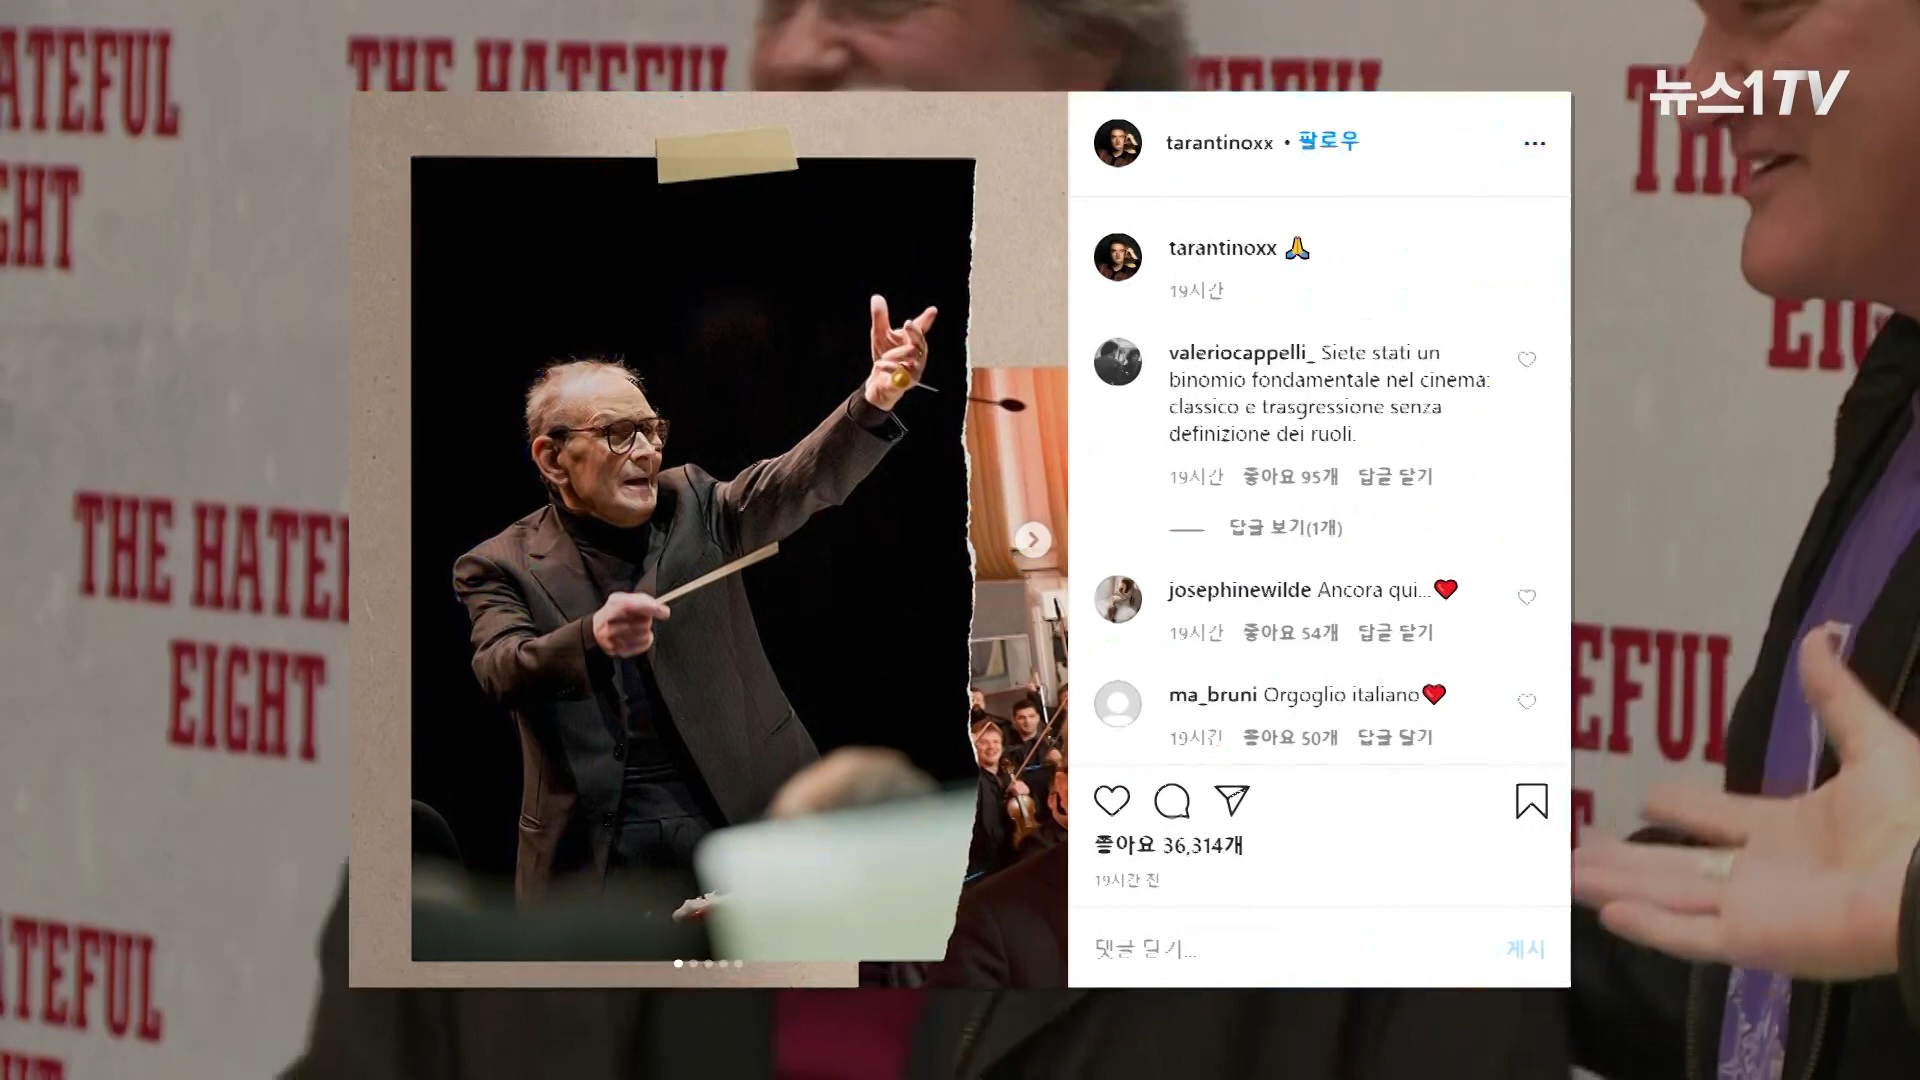 THE HATEFUL
THE HATEFUL
뉴스1TV
EIGHT
EIGHT
THE HATEFUL
EIGHT
tarantinoxx • 팔로우
tarantinoxx 🙏
19시간
valeriocappelli_ Siete stati un
binomio fondamentale nel cinema:
classico e trasgressione senza
definizione dei ruoli.
19시간 좋아요 95개 답글 달기
답글 보기(1개)
josephinewilde Ancora qui...❤️
19시간 좋아요 54개 답글 달기
ma_bruni Orgoglio italiano❤️
19시간 좋아요 50개 답글 달기
좋아요 36,314개
19시간 전
댓글 달기...
게시